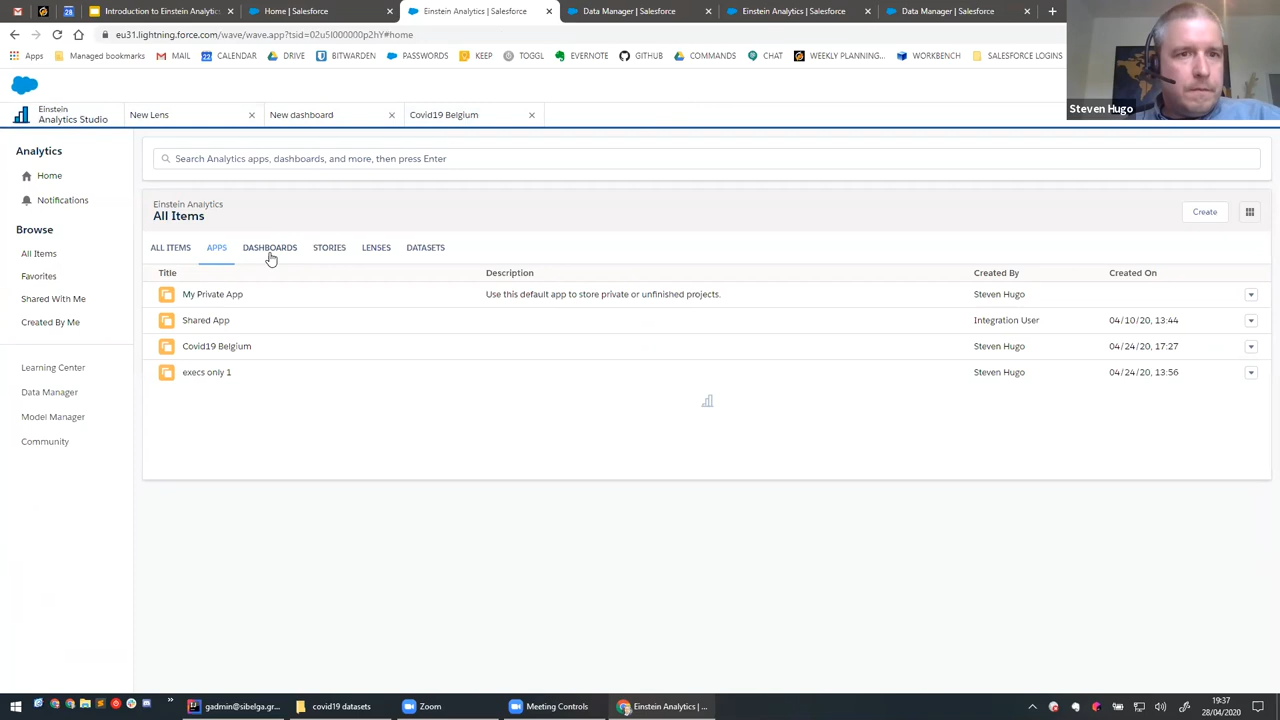 Introduction to Einstein Analytic
Home | Salesforce
Einstein Analytics | Salesforce
Data Manager | Salesforce
Einstein Analytics | Salesforce
Data Manager | Salesforce
eu31.lightning.force.com/wave/wave.app?tsid=02u5I000000p2hY#home
Apps
Managed bookmarks
MAIL
CALENDAR
DRIVE
BITWARDEN
PASSWORDS
KEEP
TOGGL
EVERNOTE
GITHUB
COMMANDS
CHAT
WEEKLY PLANNING...
WORKBENCH
SALESFORCE LOGINS
Steven Hugo
Einstein
Analytics Studio
New Lens
New dashboard
Covid19 Belgium
Analytics
Home
Notifications
Browse
All Items
Favorites
Shared With Me
Created By Me
Learning Center
Data Manager
Model Manager
Community
Search Analytics apps, dashboards, and more, then press Enter
Einstein Analytics
All Items
Create
ALL ITEMS
APPS
DASHBOARDS
STORIES
LENSES
DATASETS
Title Description Created By Created On
My Private App Use this default app to store private or unfinished projects. Steven Hugo
Shared App Integration User 04/10/20, 13:44
Covid19 Belgium Steven Hugo 04/24/20, 17:27
execs only 1 Steven Hugo 04/24/20, 13:56
gadmin@sibelga.gr...
covid19 datasets
Zoom
Meeting Controls
Einstein Analytics | ...
19:37
28/04/2020